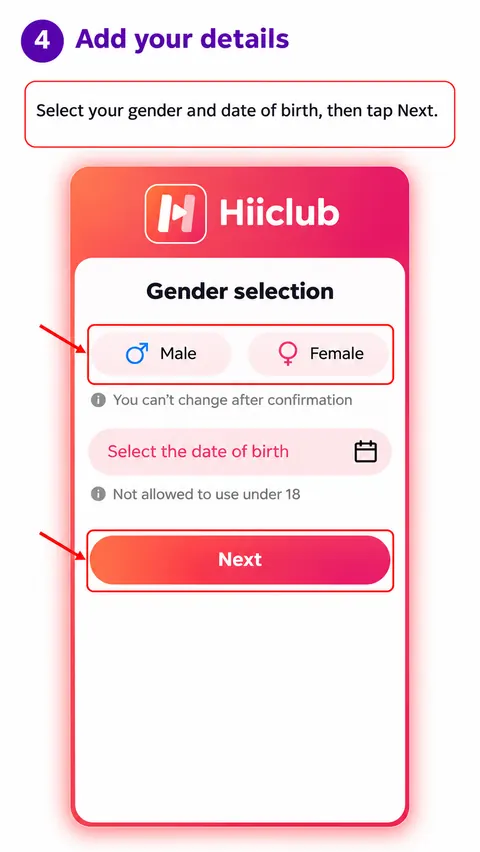 4 Add your details
Select your gender and date of birth, then tap Next.
Hiiclub
Gender selection
Male Female
You can't change after confirmation
Select the date of birth
Not allowed to use under 18
Next